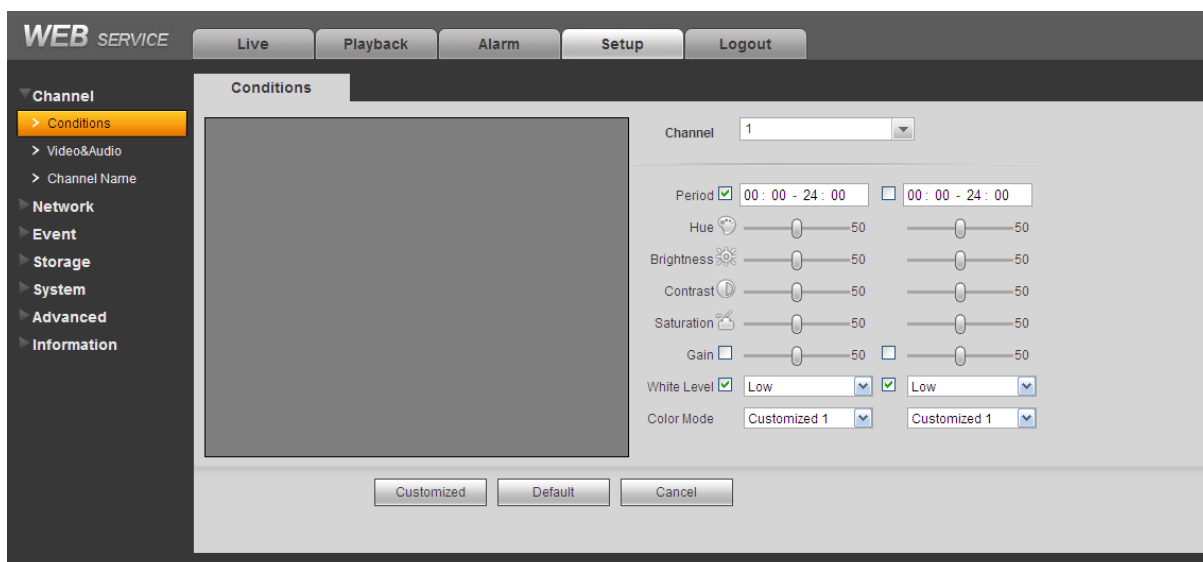 WEB SERVICE
Live Playback Alarm Setup Logout
Channel
> Conditions
> Video&Audio
> Channel Name
Network
Event
Storage
System
Advanced
Information
Conditions
Channel 1
Period 00 : 00 - 24 : 00 00 : 00 - 24 : 00
Hue 50 50
Brightness 50 50
Contrast 50 50
Saturation 50 50
Gain 50 50
White Level Low Low
Color Mode Customized 1 Customized 1
Customized Default Cancel